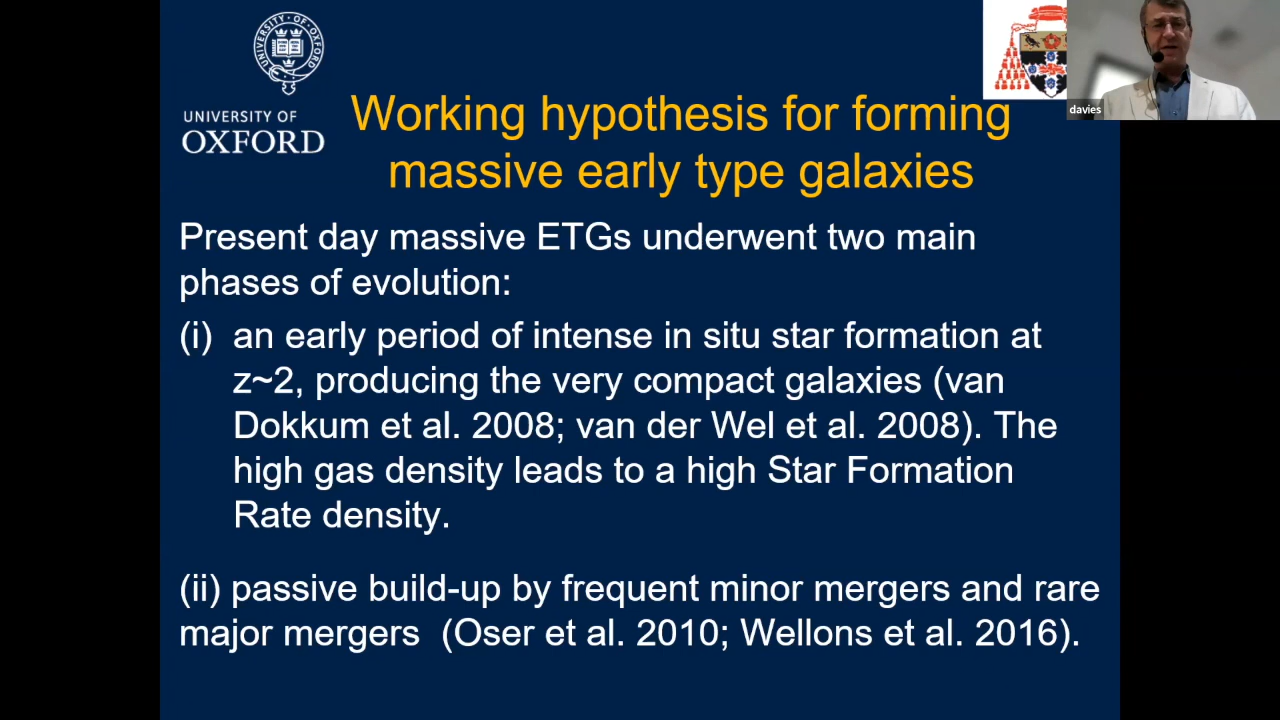 UNIVERSITY OF OXFORD
UNIVERSITY OF
OXFORD
Working hypothesis for forming
massive early type galaxies
davies
Present day massive ETGs underwent two main
phases of evolution:
(i) an early period of intense in situ star formation at
z~2, producing the very compact galaxies (van
Dokkum et al. 2008; van der Wel et al. 2008). The
high gas density leads to a high Star Formation
Rate density.
(ii) passive build-up by frequent minor mergers and rare
major mergers (Oser et al. 2010; Wellons et al. 2016).